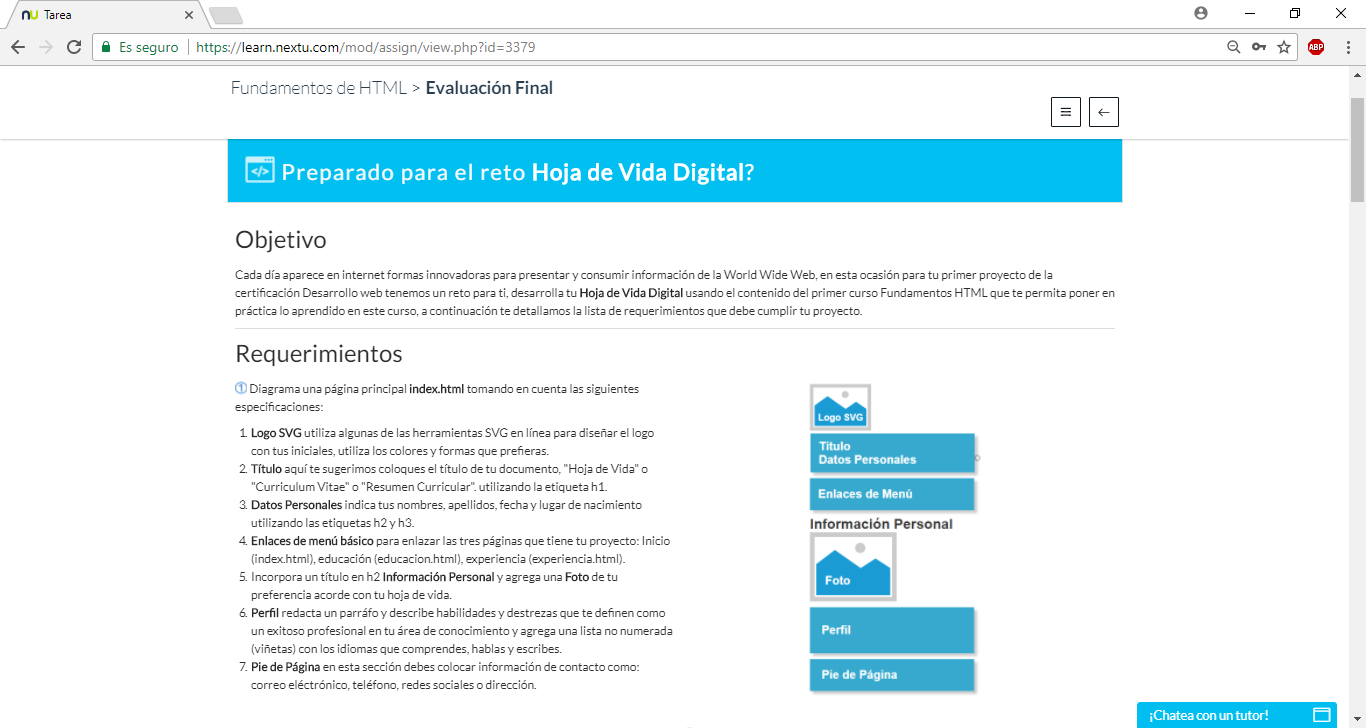 nu Tarea
Es seguro https://learn.nextu.com/mod/assign/view.php?id=3379
ABP
Fundamentos de HTML > Evaluación Final
</> Preparado para el reto Hoja de Vida Digital?
Objetivo
Cada día aparece en internet formas innovadoras para presentar y consumir información de la World Wide Web, en esta ocasión para tu primer proyecto de la
certificación Desarrollo web tenemos un reto para ti, desarrolla tu Hoja de Vida Digital usando el contenido del primer curso Fundamentos HTML que te permita poner en
práctica lo aprendido en este curso, a continuación te detallamos la lista de requerimientos que debe cumplir tu proyecto.
Requerimientos
1 Diagrama una página principal index.html tomando en cuenta las siguientes
especificaciones:
1. Logo SVG utiliza algunas de las herramientas SVG en línea para diseñar el logo
con tus iniciales, utiliza los colores y formas que prefieras.
2. Título aquí te sugerimos coloques el título de tu documento, "Hoja de Vida" o
"Curriculum Vitae" o "Resumen Curricular". utilizando la etiqueta h1.
3. Datos Personales indica tus nombres, apellidos, fecha y lugar de nacimiento
utilizando las etiquetas h2 y h3.
4. Enlaces de menú básico para enlazar las tres páginas que tiene tu proyecto: Inicio
(index.html), educación (educacion.html), experiencia (experiencia.html).
5. Incorpora un título en h2 Información Personal y agrega una Foto de tu
preferencia acorde con tu hoja de vida.
6. Perfil redacta un parráfo y describe habilidades y destrezas que te definen como
un exitoso profesional en tu área de conocimiento y agrega una lista no numerada
(viñetas) con los idiomas que comprendes, hablas y escribes.
7. Pie de Página en esta sección debes colocar información de contacto como:
correo eléctrónico, teléfono, redes sociales o dirección.
Logo SVG
Título
Datos Personales
Enlaces de Menú
Información Personal
Foto
Perfil
Pie de Página
¡Chatea con un tutor!